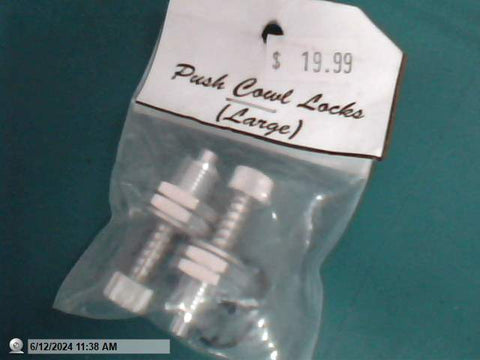 $ 19.99
Push Cowl Locks
(Large)
6/12/2024 11:38 AM